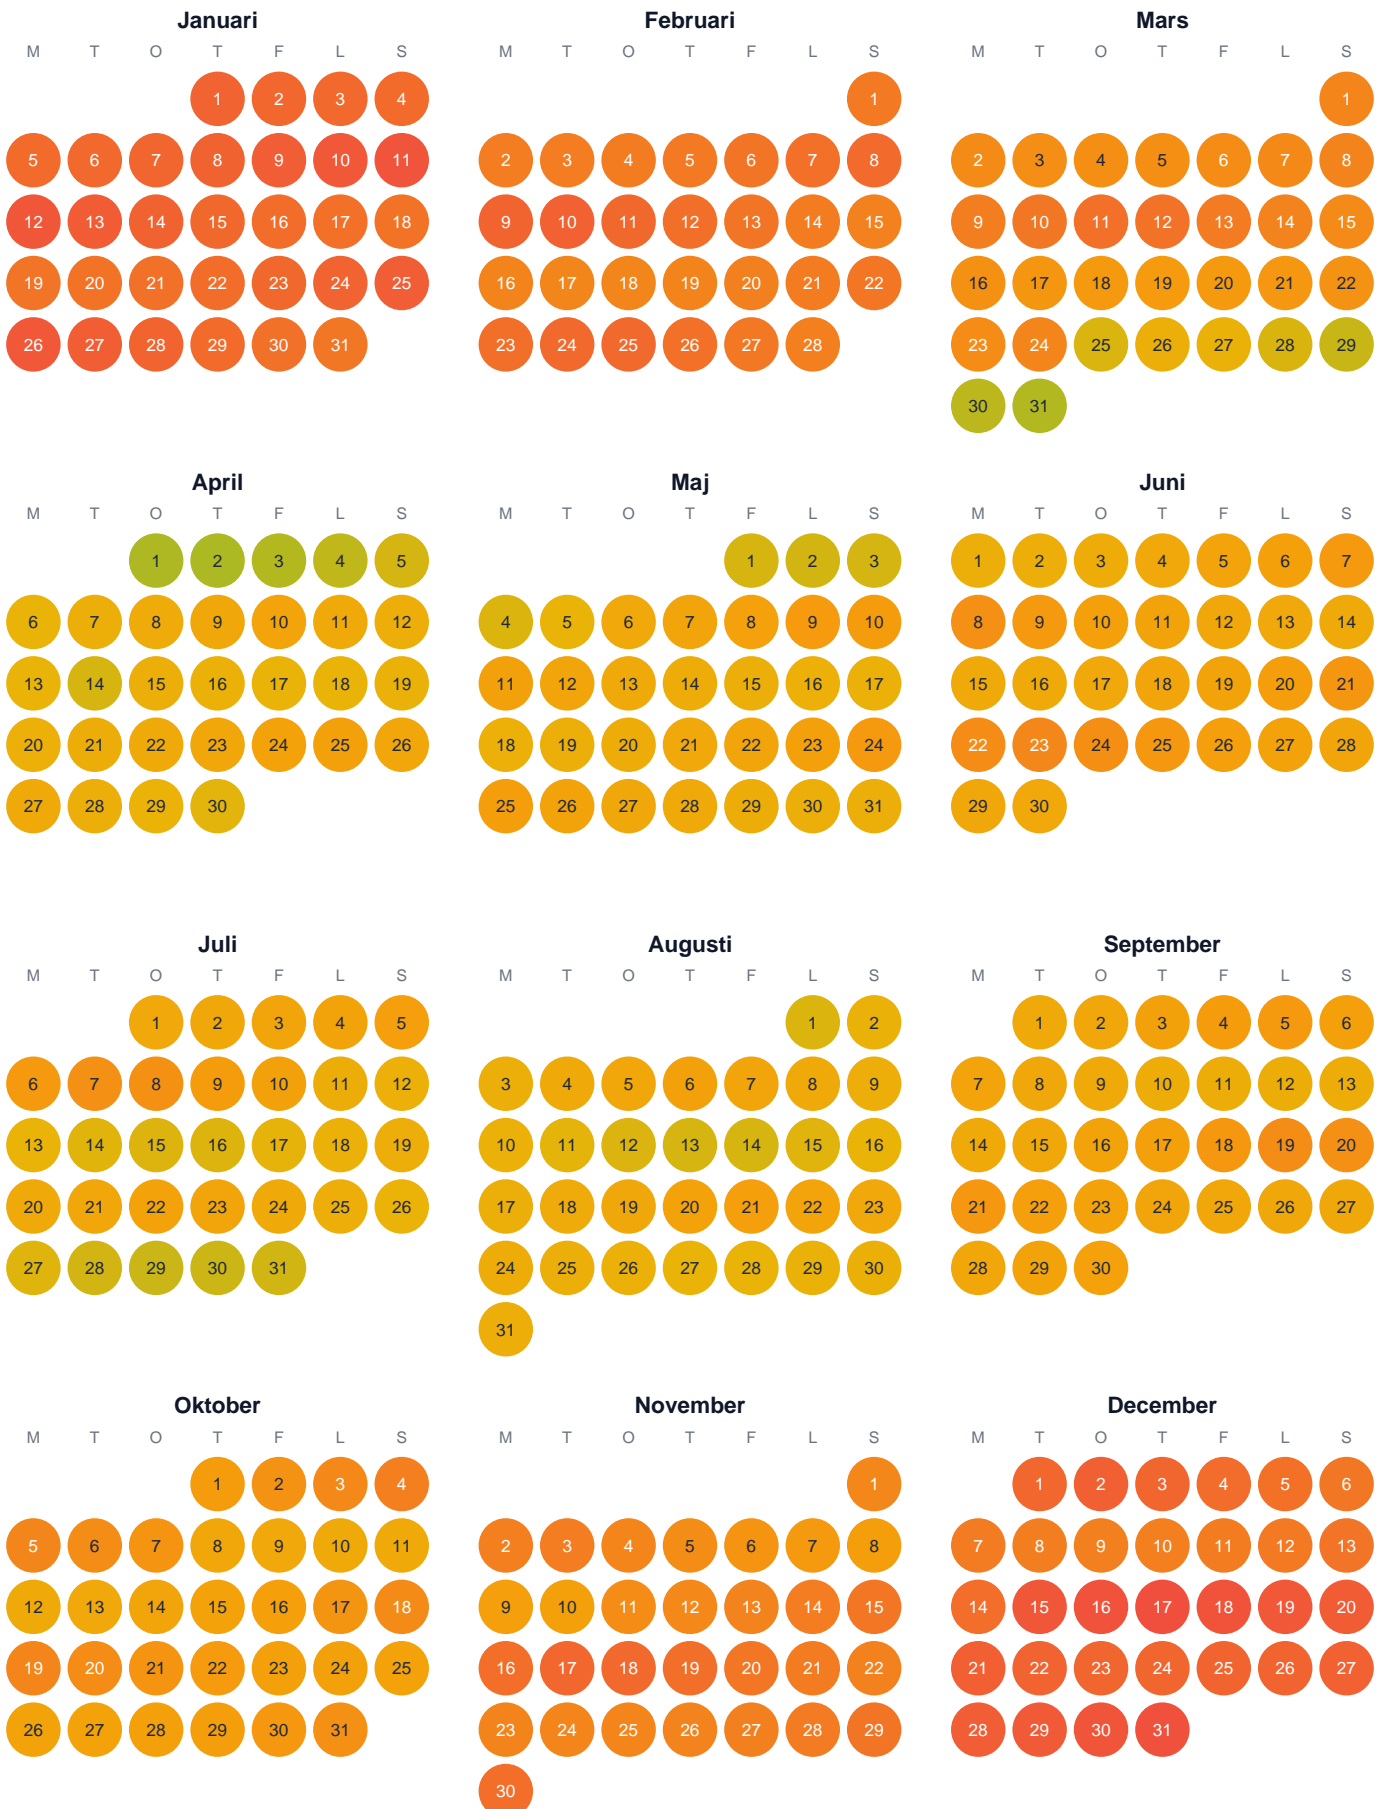 Januari
M T O T F L S
1 2 3 4
5 6 7 8 9 10 11
12 13 14 15 16 17 18
19 20 21 22 23 24 25
26 27 28 29 30 31
Februari
M T O T F L S
1
2 3 4 5 6 7 8
9 10 11 12 13 14 15
16 17 18 19 20 21 22
23 24 25 26 27 28
Mars
M T O T F L S
1
2 3 4 5 6 7 8
9 10 11 12 13 14 15
16 17 18 19 20 21 22
23 24 25 26 27 28 29
30 31
April
M T O T F L S
1 2 3 4 5
6 7 8 9 10 11 12
13 14 15 16 17 18 19
20 21 22 23 24 25 26
27 28 29 30
Maj
M T O T F L S
1 2 3
4 5 6 7 8 9 10
11 12 13 14 15 16 17
18 19 20 21 22 23 24
25 26 27 28 29 30 31
Juni
M T O T F L S
1 2 3 4 5 6 7
8 9 10 11 12 13 14
15 16 17 18 19 20 21
22 23 24 25 26 27 28
29 30
Juli
M T O T F L S
1 2 3 4 5
6 7 8 9 10 11 12
13 14 15 16 17 18 19
20 21 22 23 24 25 26
27 28 29 30 31
Augusti
M T O T F L S
1 2
3 4 5 6 7 8 9
10 11 12 13 14 15 16
17 18 19 20 21 22 23
24 25 26 27 28 29 30
31
September
M T O T F L S
1 2 3 4 5 6
7 8 9 10 11 12 13
14 15 16 17 18 19 20
21 22 23 24 25 26 27
28 29 30
Oktober
M T O T F L S
1 2 3 4
5 6 7 8 9 10 11
12 13 14 15 16 17 18
19 20 21 22 23 24 25
26 27 28 29 30 31
November
M T O T F L S
1
2 3 4 5 6 7 8
9 10 11 12 13 14 15
16 17 18 19 20 21 22
23 24 25 26 27 28 29
30
December
M T O T F L S
1 2 3 4 5 6
7 8 9 10 11 12 13
14 15 16 17 18 19 20
21 22 23 24 25 26 27
28 29 30 31